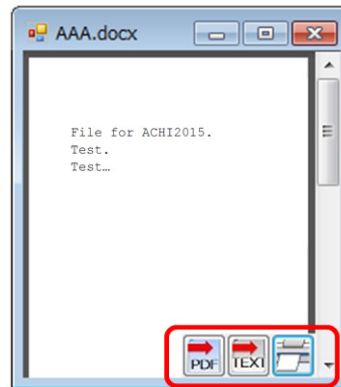 AAA.docx
File for ACHI2015.
Test.
Test…
PDF TEXT